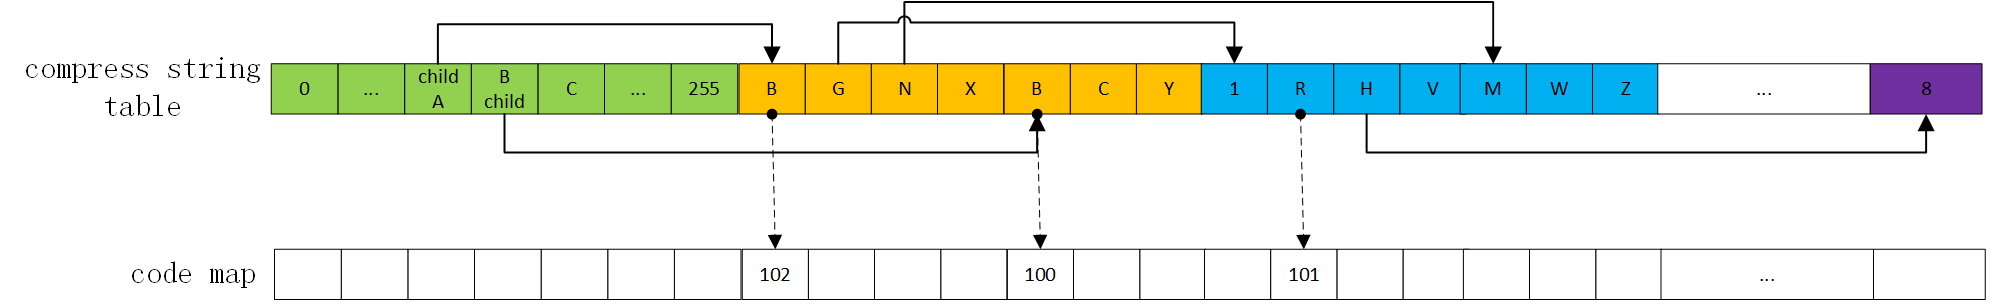 compress string
table
0 ... child B C ... 255 B G N X B C Y 1 R H V M W Z ... 8
A child
code map
102 100 101 ...